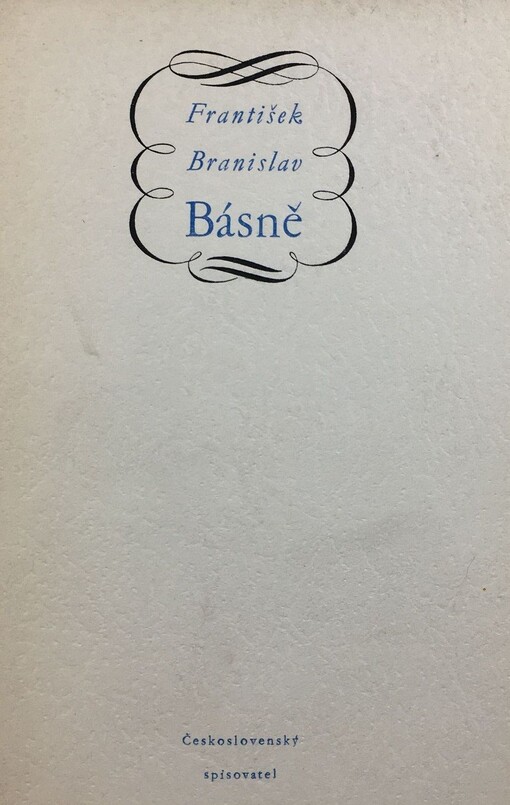 František
Branislav
Básně
Československý
spisovatel